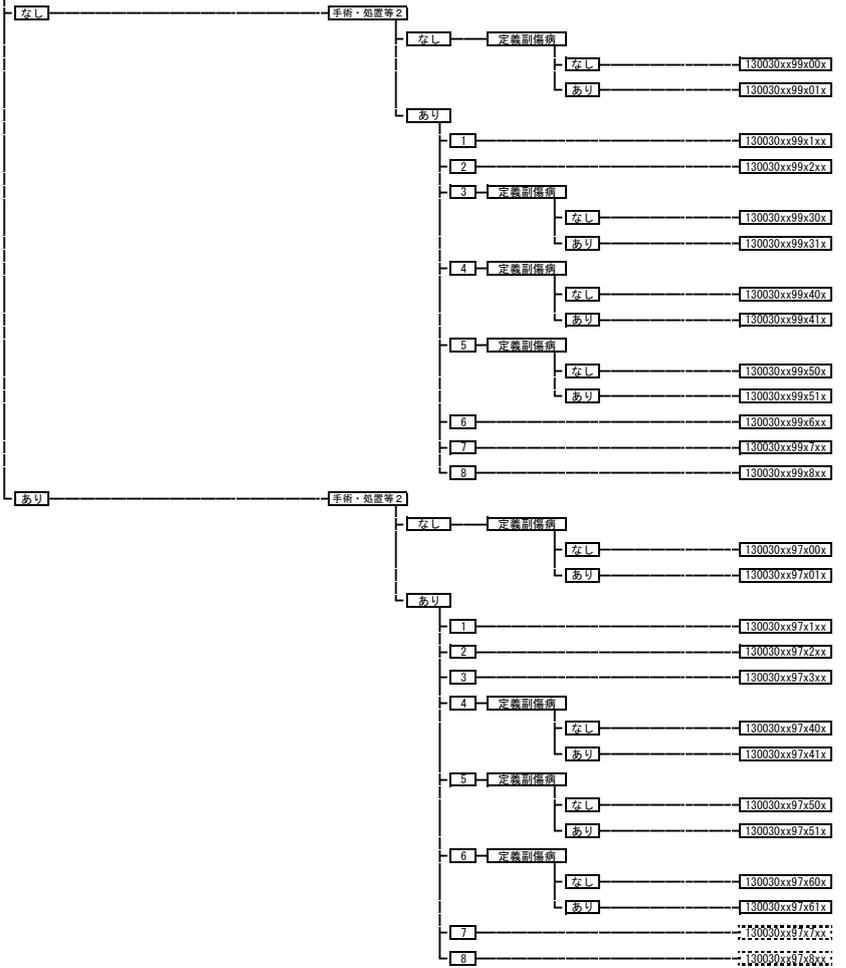 なし 手術・処置等2
なし 定義副傷病
なし 130030xx99x00x
あり 130030xx99x01x
あり
1 130030xx99x1xx
2 130030xx99x2xx
3 定義副傷病
なし 130030xx99x30x
あり 130030xx99x31x
4 定義副傷病
なし 130030xx99x40x
あり 130030xx99x41x
5 定義副傷病
なし 130030xx99x50x
あり 130030xx99x51x
6 130030xx99x6xx
7 130030xx99x7xx
8 130030xx99x8xx
あり 手術・処置等2
なし 定義副傷病
なし 130030xx97x00x
あり 130030xx97x01x
あり
1 130030xx97x1xx
2 130030xx97x2xx
3 130030xx97x3xx
4 定義副傷病
なし 130030xx97x40x
あり 130030xx97x41x
5 定義副傷病
なし 130030xx97x50x
あり 130030xx97x51x
6 定義副傷病
なし 130030xx97x60x
あり 130030xx97x61x
7 130030xx97x7xx
8 130030xx97x8xx